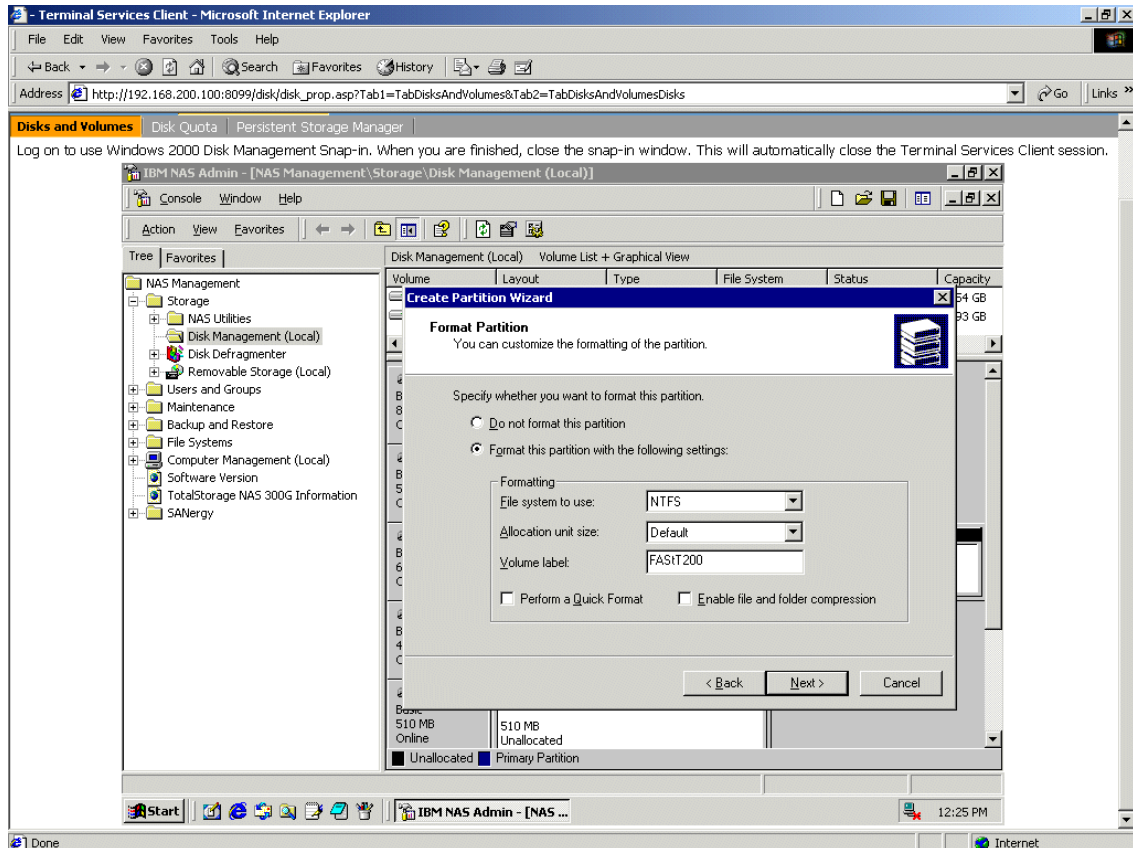 - Terminal Services Client - Microsoft Internet Explorer
File Edit View Favorites Tools Help
Back Search Favorites History
Address http://192.168.200.100:8099/disk/disk_prop.asp?Tab1=TabDisksAndVolumes&Tab2=TabDisksAndVolumesDisks Go Links »
Disks and Volumes Disk Quota Persistent Storage Manager
Log on to use Windows 2000 Disk Management Snap-in. When you are finished, close the snap-in window. This will automatically close the Terminal Services Client session.
IBM NAS Admin - [NAS Management\Storage\Disk Management (Local)]
Console Window Help
Action View Favorites
Tree Favorites
NAS Management
Storage
NAS Utilities
Disk Management (Local)
Disk Defragmenter
Removable Storage (Local)
Users and Groups
Maintenance
Backup and Restore
File Systems
Computer Management (Local)
Software Version
TotalStorage NAS 300G Information
SANergy
Disk Management (Local) Volume List + Graphical View
Volume Layout Type File System Status Capacity
54 GB
93 GB
Create Partition Wizard
Format Partition
You can customize the formatting of the partition.
Specify whether you want to format this partition.
Do not format this partition
Format this partition with the following settings:
Formatting
File system to use: NTFS
Allocation unit size: Default
Volume label: FAStT200
Perform a Quick Format Enable file and folder compression
< Back Next > Cancel
Basic
510 MB
Online
510 MB
Unallocated
Unallocated Primary Partition
Start IBM NAS Admin - [NAS ... 12:25 PM
Done Internet